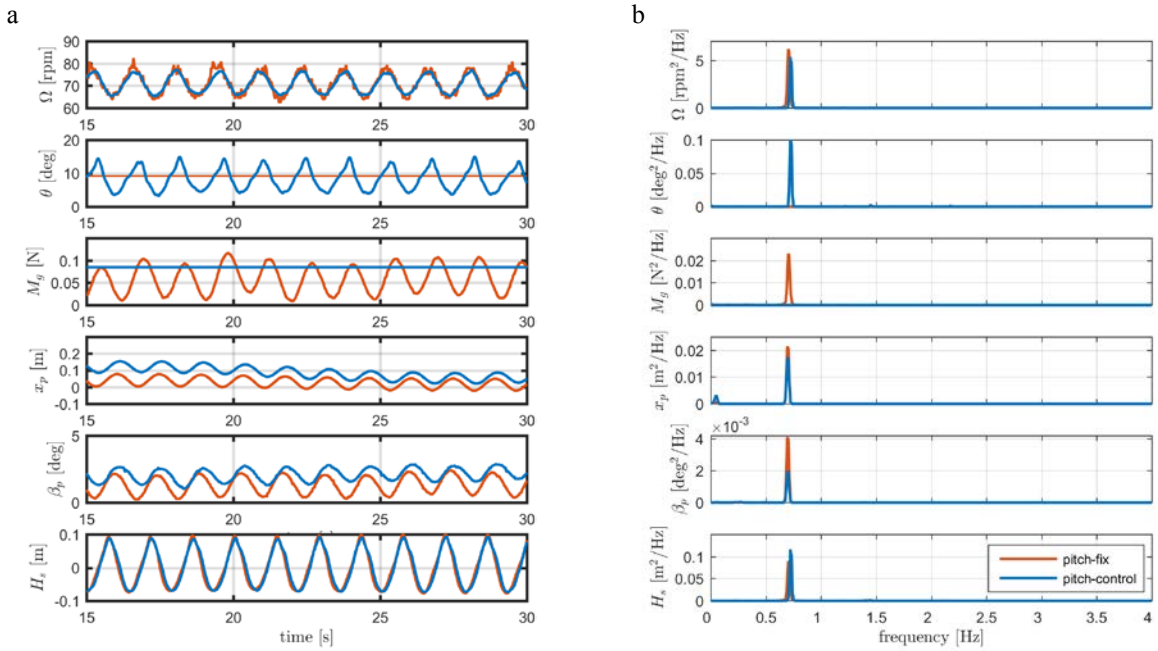 a
90
80
70
60
Ω [rpm]
15 20 25 30
20
10
0
θ [deg]
15 20 25 30
0.1
0.05
0
M_g [N]
15 20 25 30
0.2
0.1
0
-0.1
x_p [m]
15 20 25 30
5
0
β_p [deg]
15 20 25 30
0.1
0
-0.1
H_s [m]
15 20 25 30
time [s]
b
5
0
Ω [rpm²/Hz]
0.1
0.05
0
θ [deg²/Hz]
0.02
0.01
0
M_g [N²/Hz]
0.02
0.01
0
x_p [m²/Hz]
×10⁻³
4
2
0
β_p [deg²/Hz]
0.1
0.05
0
H_s [m²/Hz]
pitch-fix
pitch-control
0 0.5 1 1.5 2 2.5 3 3.5 4
frequency [Hz]